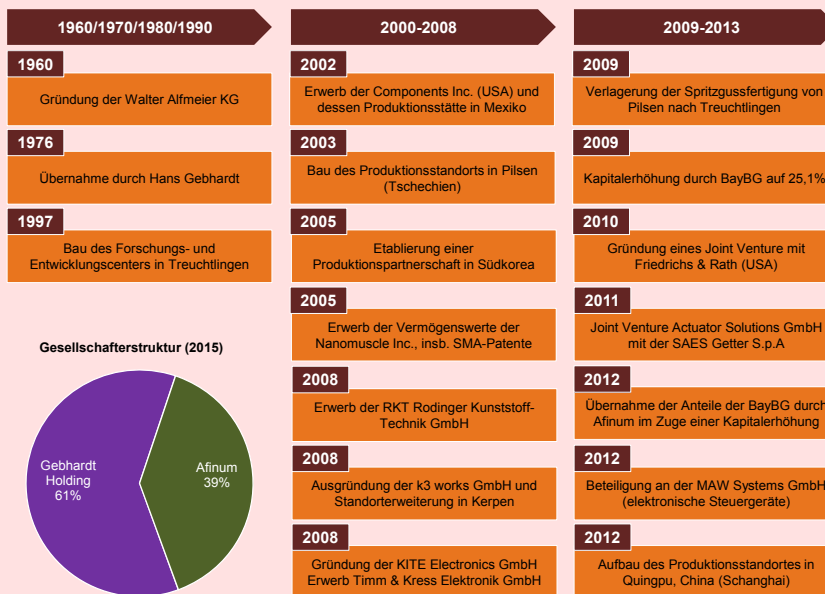 1960/1970/1980/1990
1960
Gründung der Walter Alfmeier KG
1976
Übernahme durch Hans Gebhardt
1997
Bau des Forschungs- und
Entwicklungscenters in Treuchtlingen
Gesellschafterstruktur (2015)
Gebhardt
Holding
61%
Afinum
39%
2000-2008
2002
Erwerb der Components Inc. (USA) und
dessen Produktionsstätte in Mexiko
2003
Bau des Produktionsstandorts in Pilsen
(Tschechien)
2005
Etablierung einer
Produktionspartnerschaft in Südkorea
2005
Erwerb der Vermögenswerte der
Nanomuscle Inc., insb. SMA-Patente
2008
Erwerb der RKT Rodinger Kunststoff-
Technik GmbH
2008
Ausgründung der k3 works GmbH und
Standorterweiterung in Kerpen
2008
Gründung der KITE Electronics GmbH
Erwerb Timm & Kress Elektronik GmbH
2009-2013
2009
Verlagerung der Spritzgussfertigung von
Pilsen nach Treuchtlingen
2009
Kapitalerhöhung durch BayBG auf 25,1%
2010
Gründung eines Joint Venture mit
Friedrichs & Rath (USA)
2011
Joint Venture Actuator Solutions GmbH
mit der SAES Getter S.p.A
2012
Übernahme der Anteile der BayBG durch
Afinum im Zuge einer Kapitalerhöhung
2012
Beteiligung an der MAW Systems GmbH
(elektronische Steuergeräte)
2012
Aufbau des Produktionsstandortes in
Quingpu, China (Schanghai)